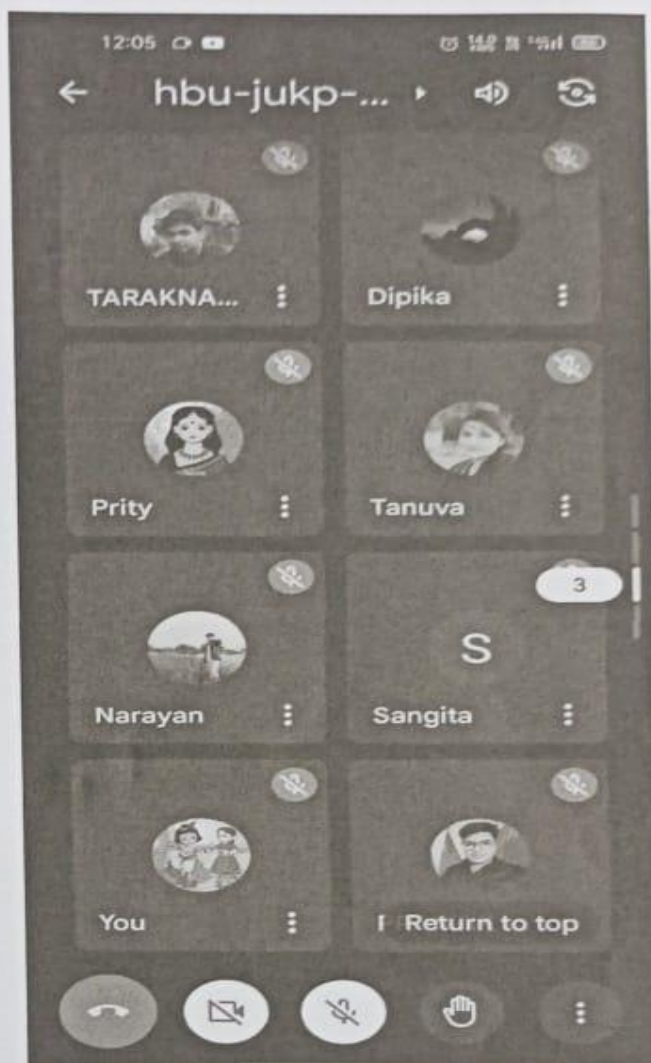 12:05
hbu-jukp-...
TARAKNA...
Dipika
Prity
Tanuva
Narayan
3
S
Sangita
You
Return to top